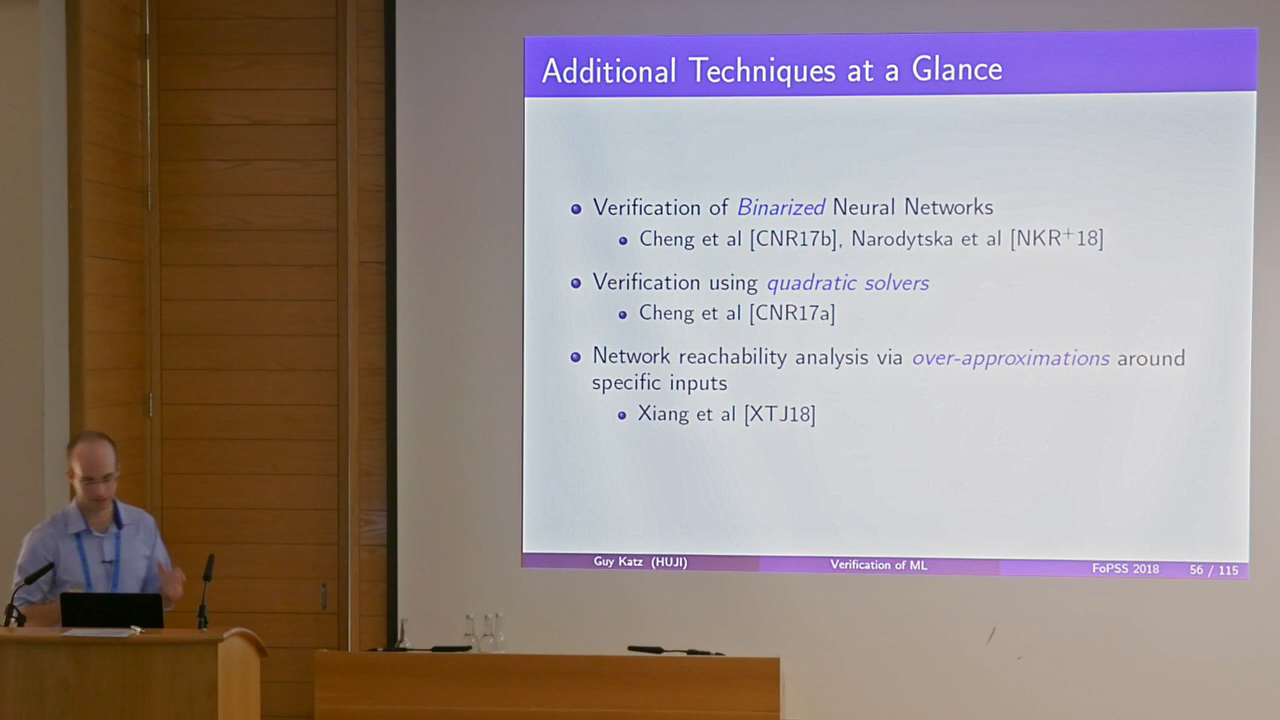 Additional Techniques at a Glance
Verification of Binarized Neural Networks
Cheng et al [CNR17b], Narodytska et al [NKR+18]
Verification using quadratic solvers
Cheng et al [CNR17a]
Network reachability analysis via over-approximations around
specific inputs
Xiang et al [XTJ18]
Guy Katz (HUJI) Verification of ML FoPSS 2018 56 / 115